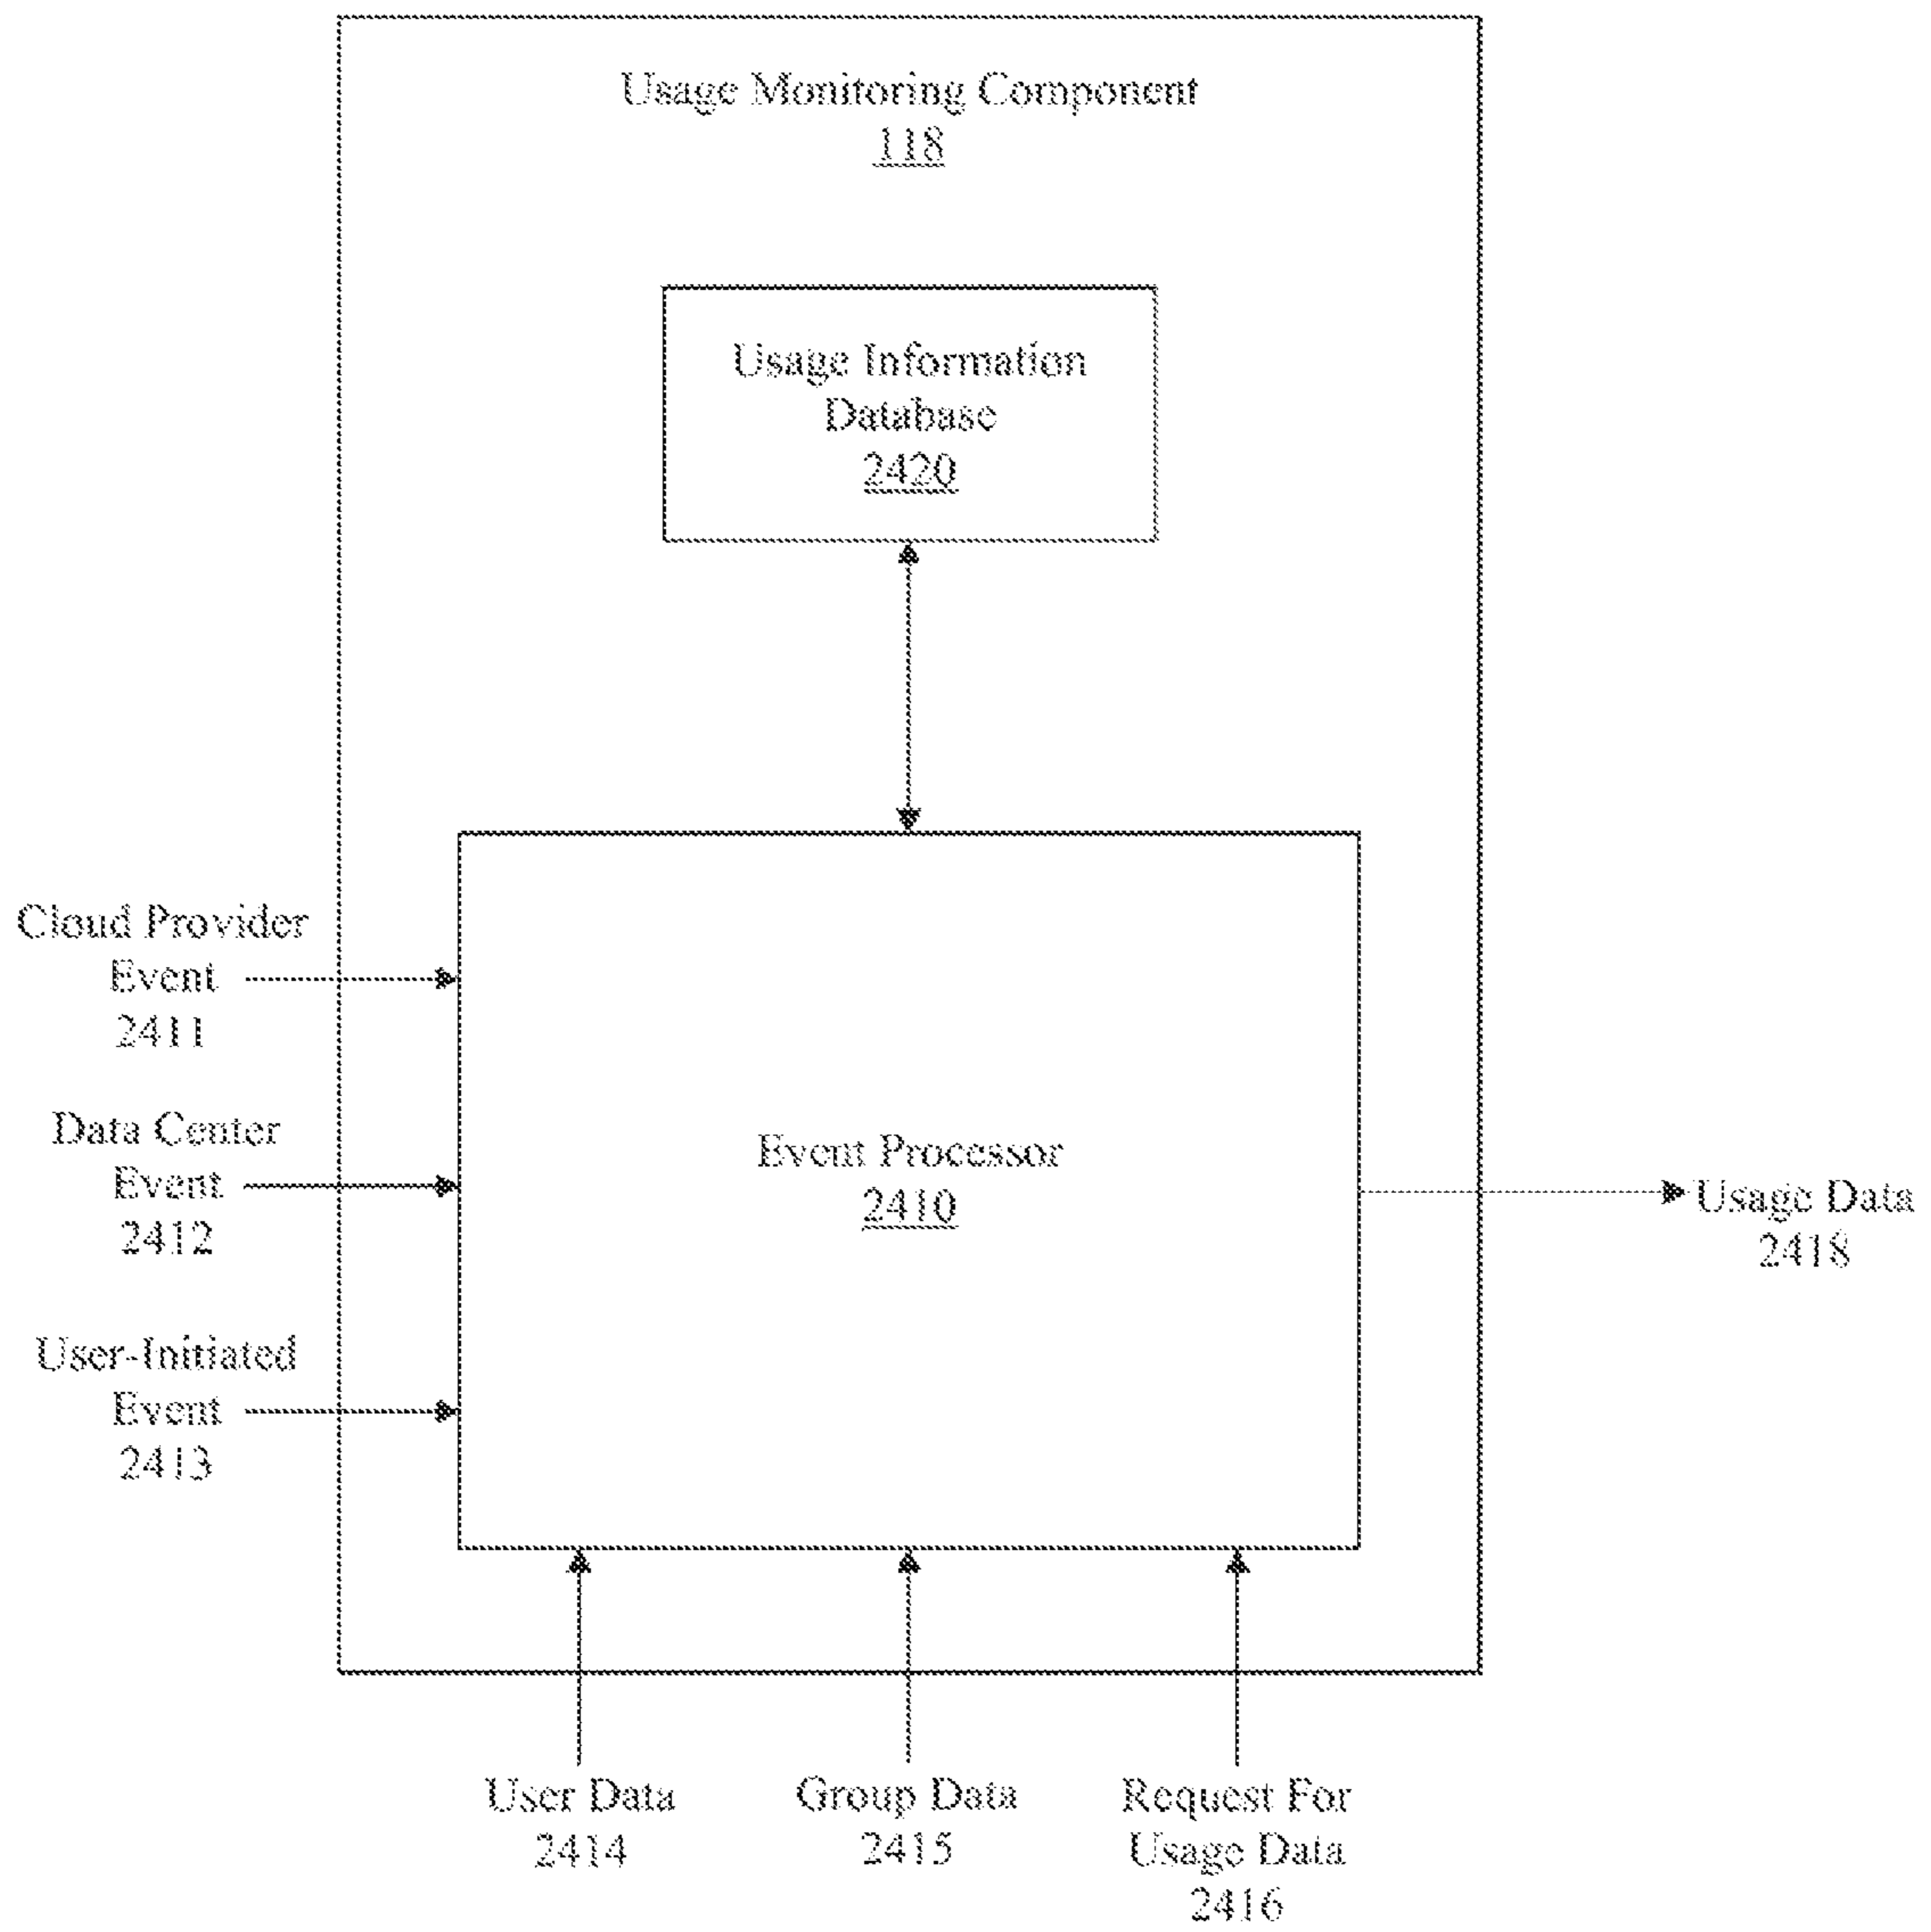 Usage Monitoring Component
118
Usage Information
Database
2420
Cloud Provider
Event
2411
Data Center
Event
2412
User-Initiated
Event
2413
Event Processor
2410
Usage Data
2418
User Data
2414
Group Data
2415
Request For
Usage Data
2416